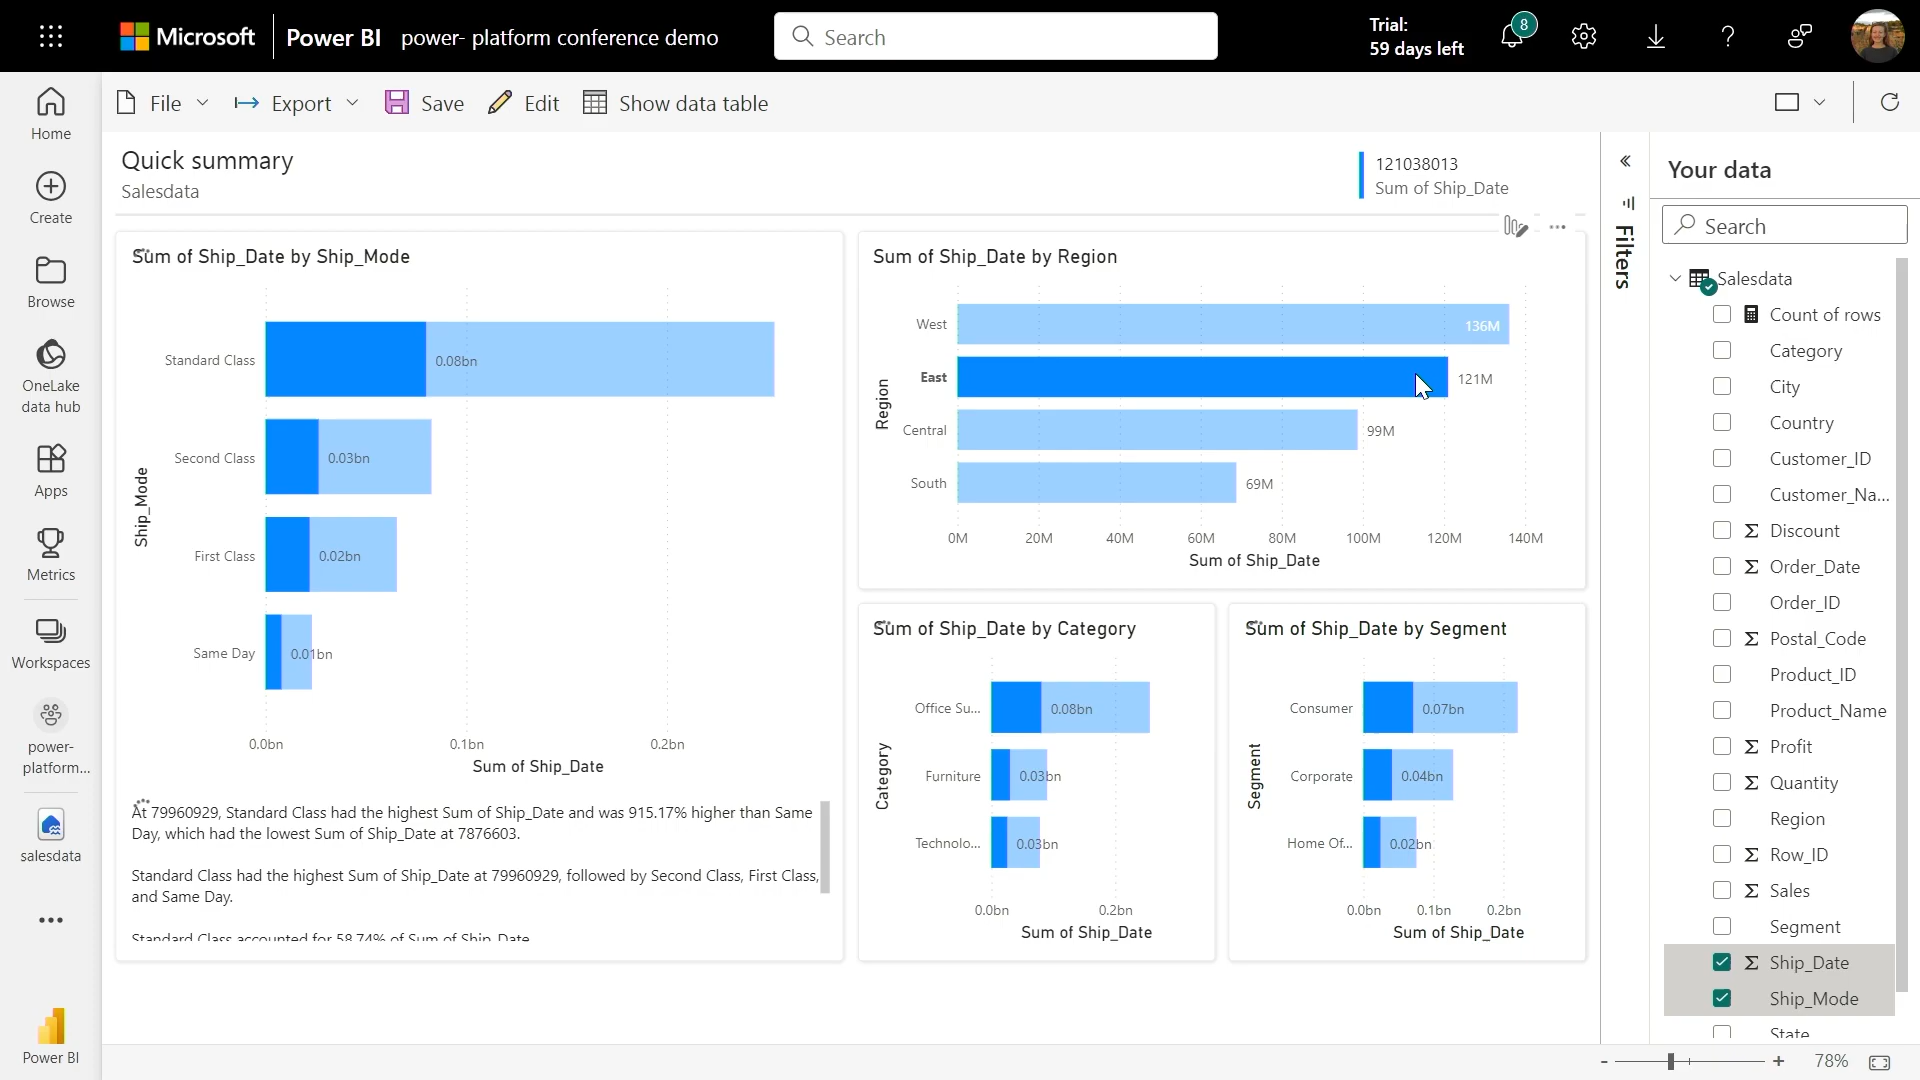 Microsoft
Power BI
power- platform conference demo
Search
Trial:
59 days left
8
?
File
Export
Save
Edit
Show data table
Home
Create
Browse
OneLake
data hub
Apps
Metrics
Workspaces
power-
platform...
salesdata
Power BI
Quick summary
Salesdata
121038013
Sum of Ship_Date
Sum of Ship_Date by Ship_Mode
Ship_Mode
Standard Class
0.08bn
Second Class
0.03bn
First Class
0.02bn
Same Day
0.01bn
0.0bn
0.1bn
0.2bn
Sum of Ship_Date
At 79960929, Standard Class had the highest Sum of Ship_Date and was 915.17% higher than Same
Day, which had the lowest Sum of Ship_Date at 7876603.
Standard Class had the highest Sum of Ship_Date at 79960929, followed by Second Class, First Class,
and Same Day.
Standard Class accounted for 58.74% of Sum of Ship_Date
Sum of Ship_Date by Region
Region
West
136M
East
121M
Central
99M
South
69M
0M
20M
40M
60M
80M
100M
120M
140M
Sum of Ship_Date
Sum of Ship_Date by Category
Category
Office Su...
0.08bn
Furniture
0.03bn
Technolo...
0.03bn
0.0bn
0.2bn
Sum of Ship_Date
Sum of Ship_Date by Segment
Segment
Consumer
0.07bn
Corporate
0.04bn
Home Of...
0.02bn
0.0bn
0.1bn
0.2bn
Sum of Ship_Date
Filters
Your data
Search
Salesdata
Count of rows
Category
City
Country
Customer_ID
Customer_Na...
Σ Discount
Σ Order_Date
Order_ID
Σ Postal_Code
Product_ID
Product_Name
Σ Profit
Σ Quantity
Region
Σ Row_ID
Σ Sales
Segment
Σ Ship_Date
Ship_Mode
State
- + 78%